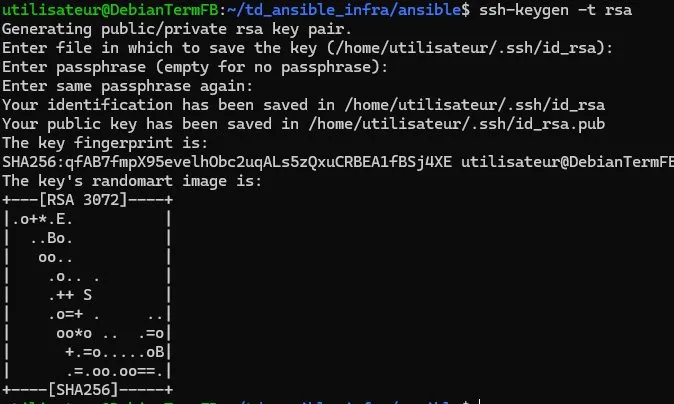 utilisateur@DebianTermFB:~/td_ansible_infra/ansible$ ssh-keygen -t rsa
Generating public/private rsa key pair.
Enter file in which to save the key (/home/utilisateur/.ssh/id_rsa):
Enter passphrase (empty for no passphrase):
Enter same passphrase again:
Your identification has been saved in /home/utilisateur/.ssh/id_rsa
Your public key has been saved in /home/utilisateur/.ssh/id_rsa.pub
The key fingerprint is:
SHA256:qfAB7fmpX95evelhObc2uqALs5zQxuCRBEA1fBSj4XE utilisateur@DebianTermFB
The key's randomart image is:
+---[RSA 3072]----+
|.o+*.E.          |
|  ..Bo.          |
|   oo..          |
|    .o.. .       |
|    .++ S        |
|    .o=+ .     ..|
|     oo*o ..  .=o|
|      +.=o.....oB|
|      .=.oo.oo==.|
+----[SHA256]-----+